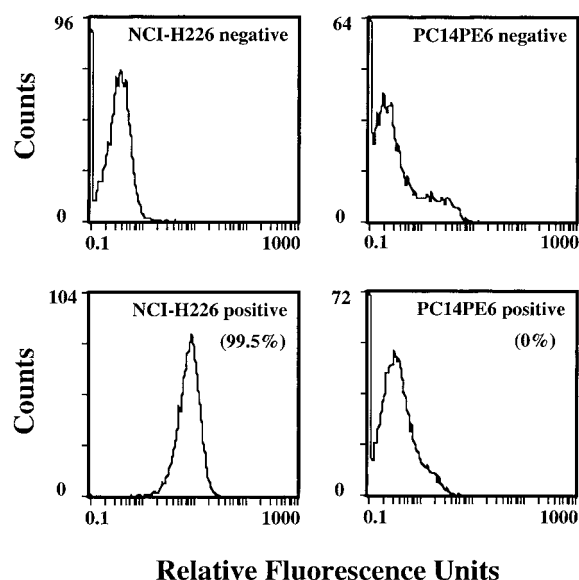 96
NCI-H226 negative
Counts
0
0.1 1000
64
PC14PE6 negative
0
0.1 1000
104
NCI-H226 positive
(99.5%)
Counts
0
0.1 1000
72
PC14PE6 positive
(0%)
0
0.1 1000
Relative Fluorescence Units